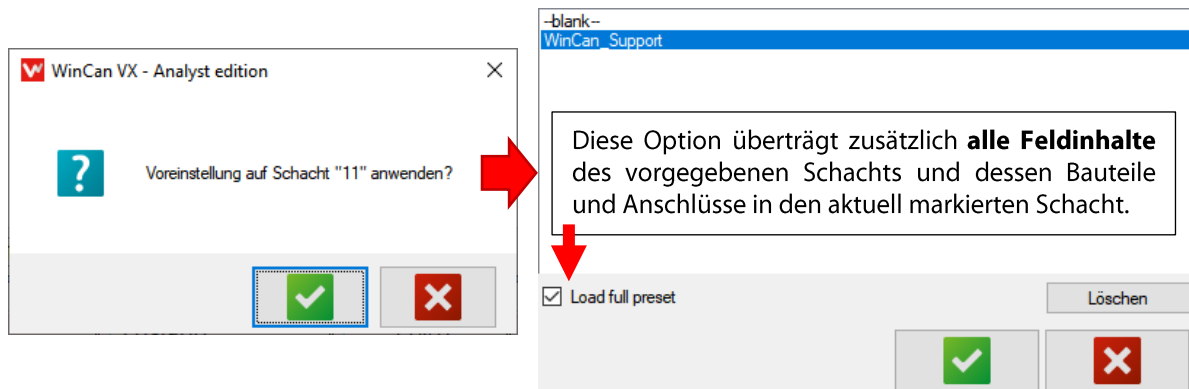 WinCan VX - Analyst edition
Voreinstellung auf Schacht "11" anwenden?
--blank--
WinCan_Support
Diese Option überträgt zusätzlich alle Feldinhalte
des vorgegebenen Schachts und dessen Bauteile
und Anschlüsse in den aktuell markierten Schacht.
Load full preset
Löschen